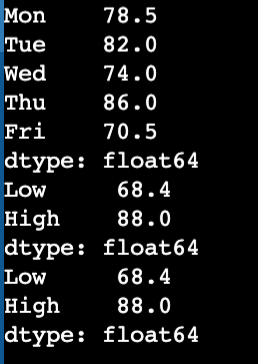 Mon    78.5
Tue    82.0
Wed    74.0
Thu    86.0
Fri    70.5
dtype: float64
Low     68.4
High    88.0
dtype: float64
Low     68.4
High    88.0
dtype: float64